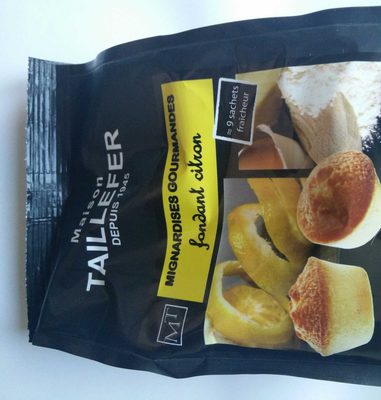 Maison
TAILLEFER
DEPUIS 1945
MIGNARDISES GOURMANDES
fondant citron
≈ 9 sachets
fraîcheur
MT